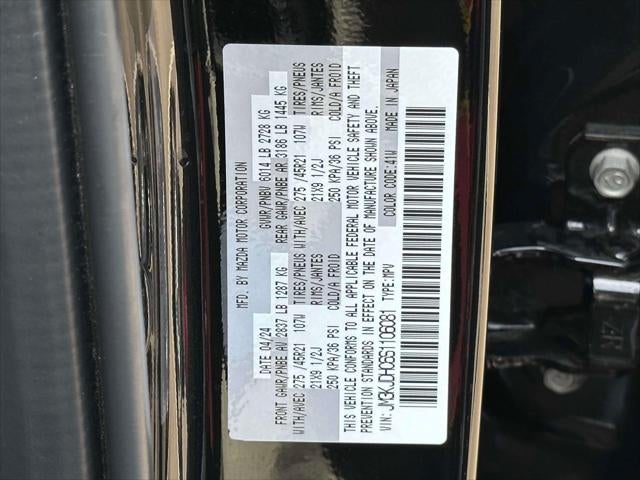 MFD. BY MAZDA MOTOR CORPORATION
DATE 04/24 GVWR/PNBV 6014 LB 2728 KG
FRONT GAWR/PNBE AV 2837 LB 1287 KG REAR GAWR/PNBE AR 3186 LB 1445 KG
WITH/AVEC 275 /45R21 107W TIRES/PNEUS WITH/AVEC 275 /45R21 107W TIRES/PNEUS
21X9 1/2J RIMS/JANTES 21X9 1/2J RIMS/JANTES
250 KPA/36 PSI COLD/A FROID 250 KPA/36 PSI COLD/A FROID
THIS VEHICLE CONFORMS TO ALL APPLICABLE FEDERAL MOTOR VEHICLE SAFETY AND THEFT
PREVENTION STANDARDS IN EFFECT ON THE DATE OF MANUFACTURE SHOWN ABOVE.
VIN: JM3KJDHC6S1106081 TYPE:MPV COLOR CODE:41W MADE IN JAPAN